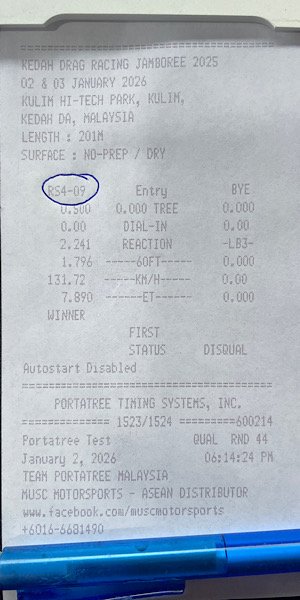 ==========================================
KEDAH DRAG RACING JAMBOREE 2025
02 & 03 JANUARY 2026
KULIM HI-TECH PARK, KULIM,
KEDAH DA, MALAYSIA
LENGTH : 201M
SURFACE : NO-PREP / DRY
RS4-09 Entry BYE
0.500 0.000 TREE 0.000
0.00 DIAL-IN 0.00
2.241 REACTION -LB3-
1.796 -----60FT----- 0.000
131.72 -----KM/H----- 0.00
7.890 ------ET------ 0.000
WINNER
FIRST
STATUS DISQUAL
Autostart Disabled
==========================================
PORTATREE TIMING SYSTEMS, INC.
============= 1523/1524 =========600214
Portatree Test QUAL RND 44
January 2, 2026 06:14:24 PM
TEAM PORTATREE MALAYSIA
MUSC MOTORSPORTS - ASEAN DISTRIBUTOR
www.facebook.com/muscmotorsports
+6016-6681490